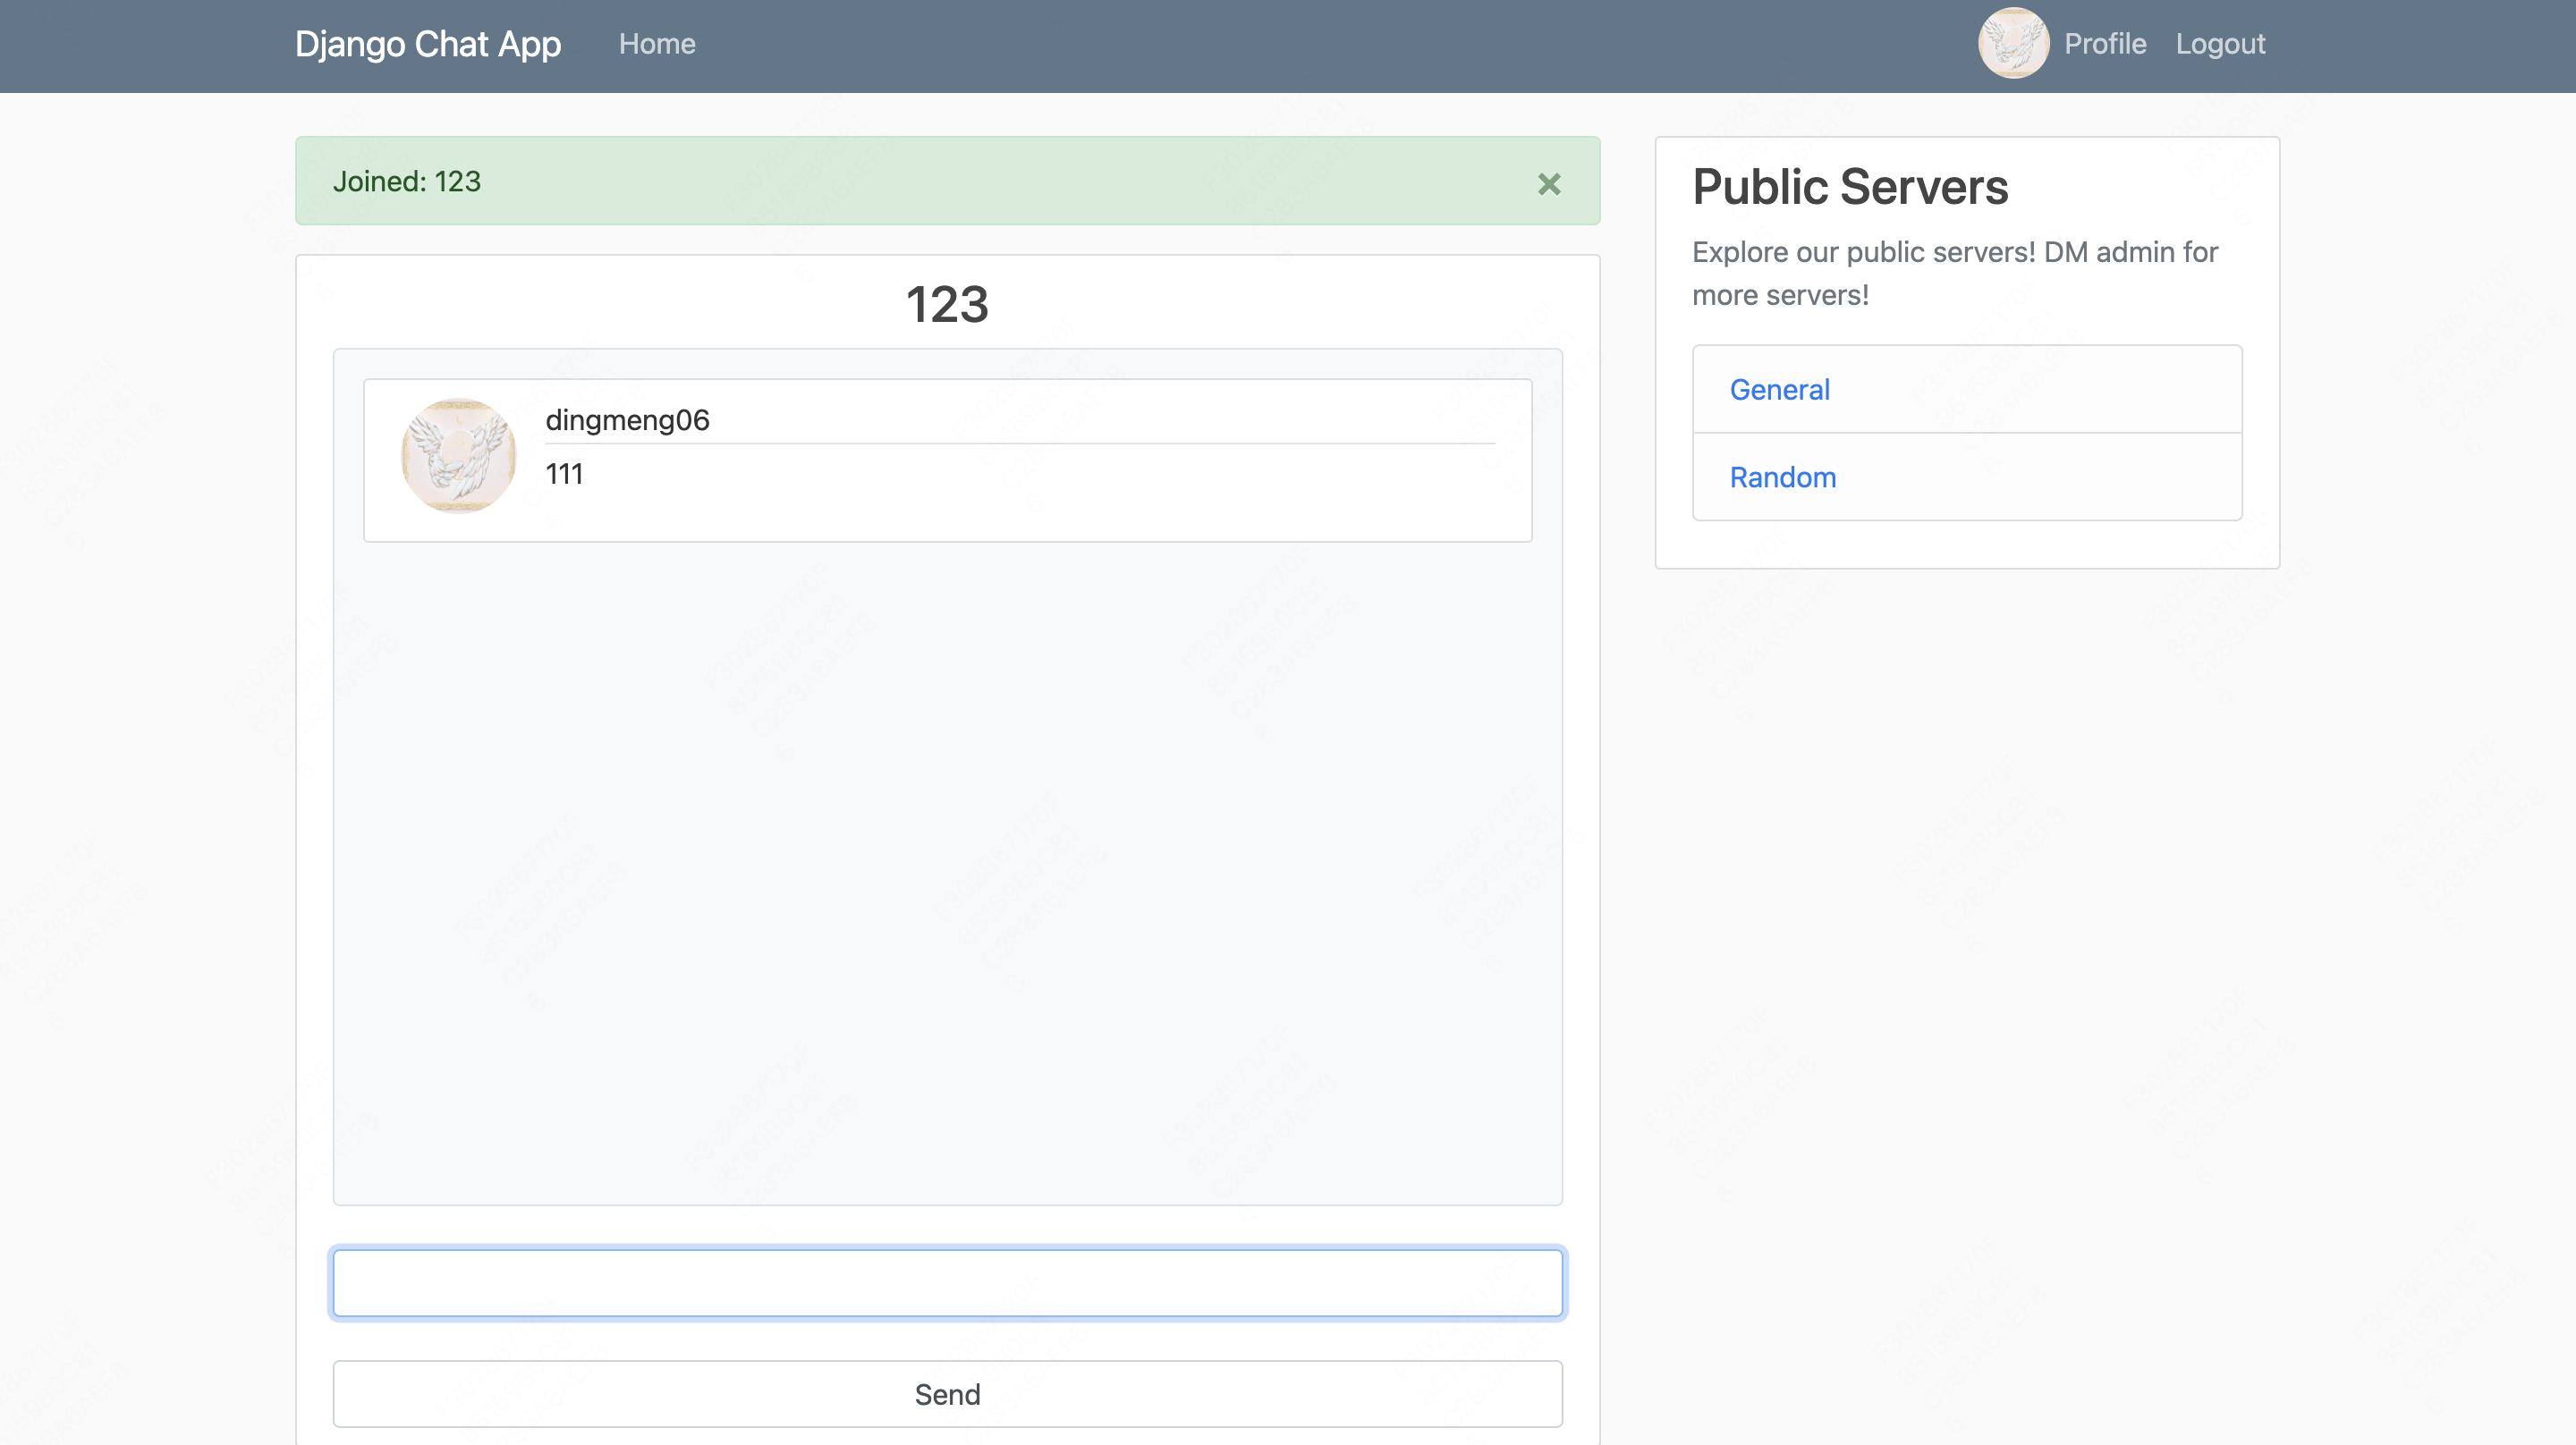 Django Chat App
Home
Profile
Logout
Joined: 123
×
123
dingmeng06
111
Send
Public Servers
Explore our public servers! DM admin for
more servers!
General
Random